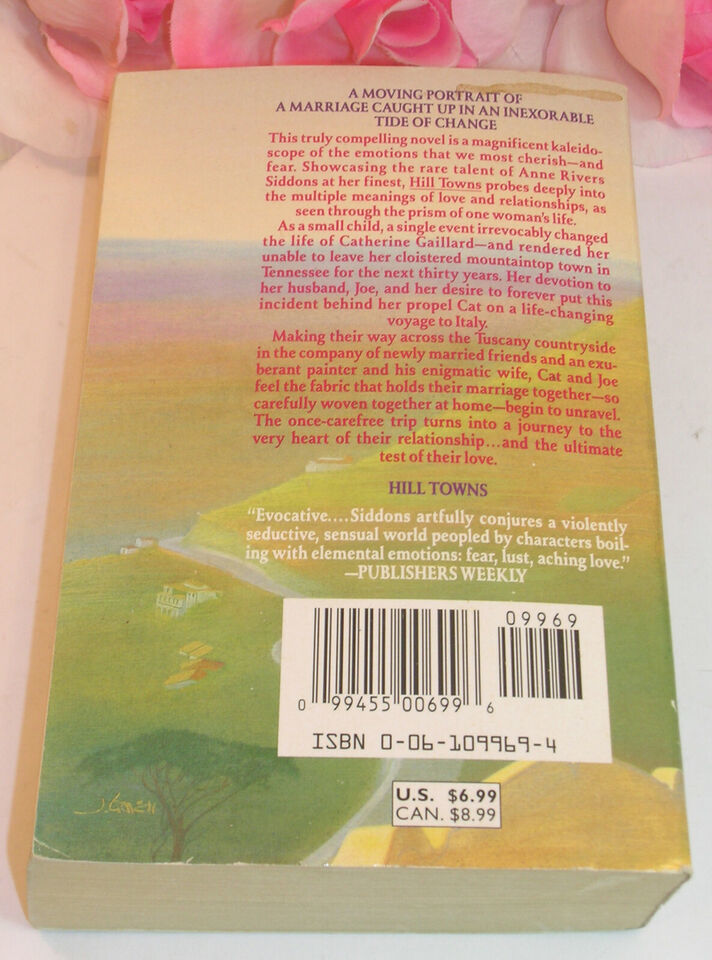 A MOVING PORTRAIT OF
A MARRIAGE CAUGHT UP IN AN INEXORABLE
TIDE OF CHANGE
This truly compelling novel is a magnificent kaleido-
scope of the emotions that we most cherish—and
fear. Showcasing the rare talent of Anne Rivers
Siddons at her finest, Hill Towns probes deeply into
the multiple meanings of love and relationships, as
seen through the prism of one woman's life.
As a small child, a single event irrevocably changed
the life of Catherine Gaillard—and rendered her
unable to leave her cloistered mountaintop town in
Tennessee for the next thirty years. Her devotion to
her husband, Joe, and her desire to forever put this
incident behind her propel Cat on a life-changing
voyage to Italy.
Making their way across the Tuscany countryside
in the company of newly married friends and an exu-
berant painter and his enigmatic wife, Cat and Joe
feel the fabric that holds their marriage together—so
carefully woven together at home—begin to unravel.
The once-carefree trip turns into a journey to the
very heart of their relationship...and the ultimate
test of their love.
HILL TOWNS
"Evocative....Siddons artfully conjures a violently
seductive, sensual world peopled by characters boil-
ing with elemental emotions: fear, lust, aching love."
—PUBLISHERS WEEKLY
09969
0 99455 00699 6
ISBN 0-06-109969-4
U.S. $6.99
CAN. $8.99